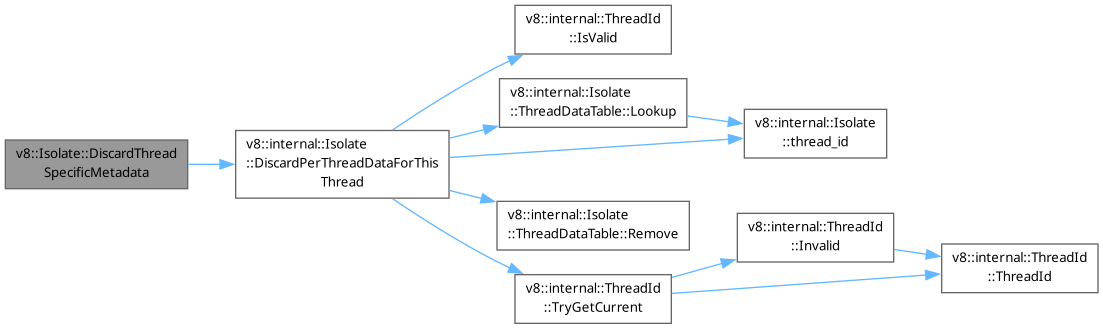 v8::Isolate::DiscardThread
SpecificMetadata
v8::internal::Isolate
::DiscardPerThreadDataForThis
Thread
v8::internal::ThreadId
::IsValid
v8::internal::Isolate
::ThreadDataTable::Lookup
v8::internal::Isolate
::thread_id
v8::internal::Isolate
::ThreadDataTable::Remove
v8::internal::ThreadId
::TryGetCurrent
v8::internal::ThreadId
::Invalid
v8::internal::ThreadId
::ThreadId